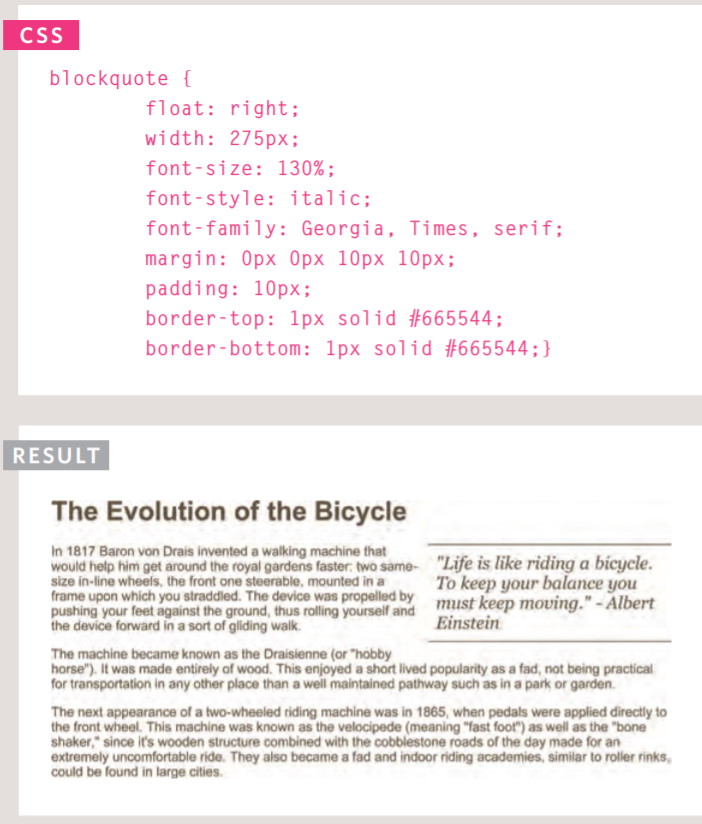 CSS
blockquote {
float: right;
width: 275px;
font-size: 130%;
font-style: italic;
font-family: Georgia, Times, serif;
margin: 0px 0px 10px 10px;
padding: 10px;
border-top: 1px solid #665544;
border-bottom: 1px solid #665544;}
RESULT
The Evolution of the Bicycle
In 1817 Baron von Drais invented a walking machine that
would help him get around the royal gardens faster: two same-
size in-line wheels, the front one steerable, mounted in a
frame upon which you straddled. The device was propelled by
pushing your feet against the ground, thus rolling yourself and
the device forward in a sort of gliding walk.
"Life is like riding a bicycle.
To keep your balance you
must keep moving." - Albert
Einstein
The machine became known as the Draisienne (or "hobby
horse"). It was made entirely of wood. This enjoyed a short lived popularity as a fad, not being practical
for transportation in any other place than a well maintained pathway such as in a park or garden.
The next appearance of a two-wheeled riding machine was in 1865, when pedals were applied directly to
the front wheel. This machine was known as the velocipede (meaning "fast foot") as well as the "bone
shaker," since it's wooden structure combined with the cobblestone roads of the day made for an
extremely uncomfortable ride. They also became a fad and indoor riding academies, similar to roller rinks,
could be found in large cities.